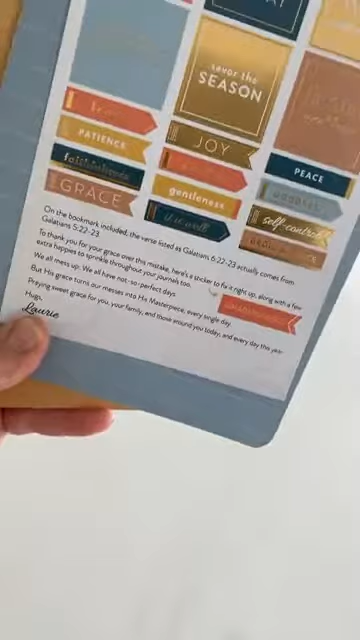 savor the
SEASON
love
JOY
PEACE
PATIENCE
faithfulness
gentleness
GOODNESS
GRACE
it is well
self-control
On the bookmark included, the verse listed as Galatians 6:22-23 actually comes from
Galatians 5:22-23.
To thank you for your grace over this mistake, here's a sticker to fix it right up, along with a few
extra happies to sprinkle throughout your journals too.
We all mess up. We all have not-so-perfect days.
But His grace turns our messes into His Masterpiece, every single day.
Praying sweet grace for you, your family, and those around you today, and every day this year.
Hugs,
Laurie